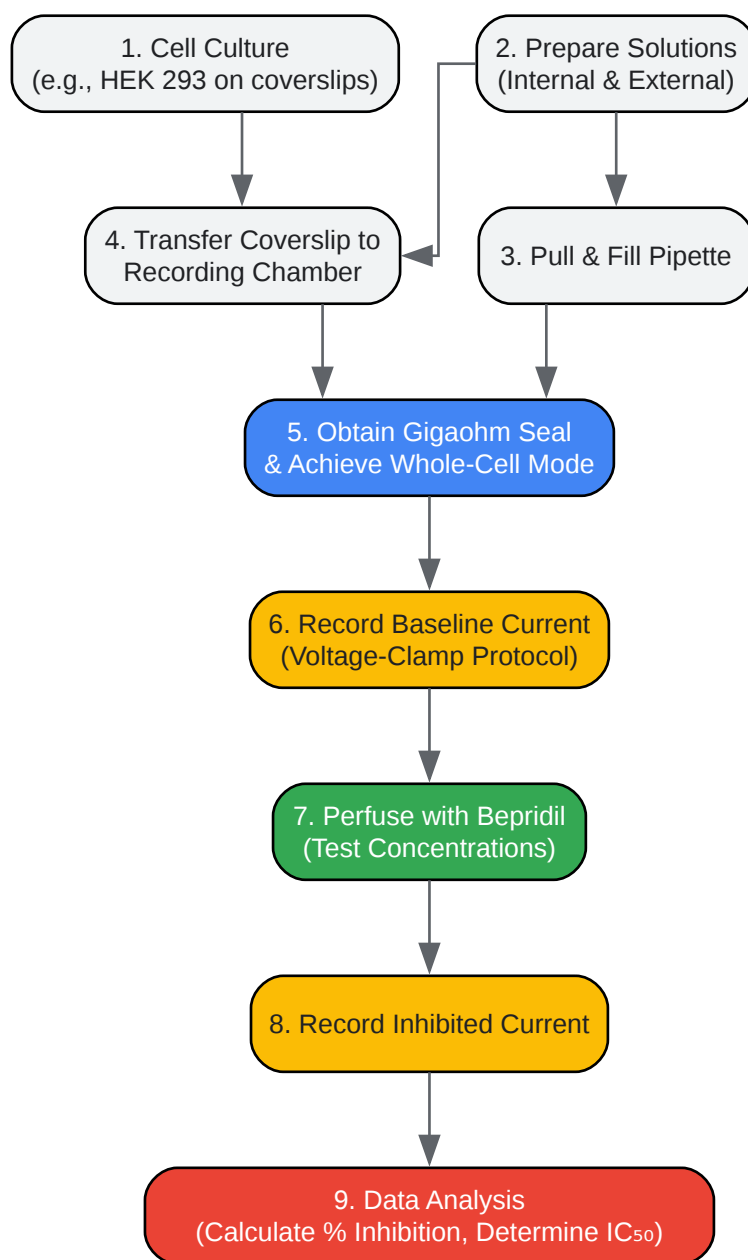 1. Cell Culture
(e.g., HEK 293 on coverslips)
2. Prepare Solutions
(Internal & External)
4. Transfer Coverslip to
Recording Chamber
3. Pull & Fill Pipette
5. Obtain Gigaohm Seal
& Achieve Whole-Cell Mode
6. Record Baseline Current
(Voltage-Clamp Protocol)
7. Perfuse with Bepridil
(Test Concentrations)
8. Record Inhibited Current
9. Data Analysis
(Calculate % Inhibition, Determine IC₅₀)